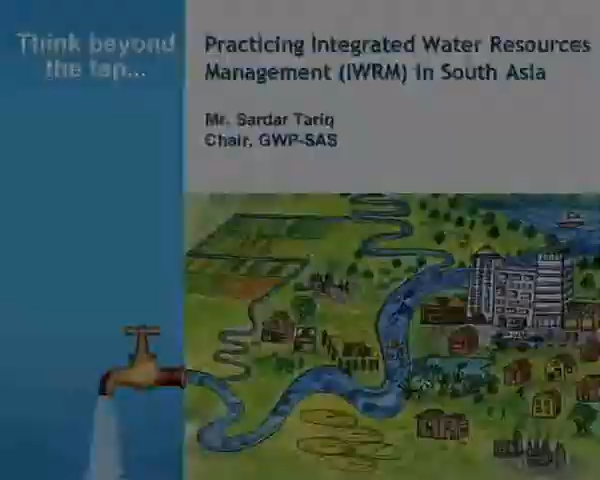 Think beyond
the tap...
Practicing Integrated Water Resources
Management (IWRM) in South Asia
Mr. Sardar Tariq
Chair, GWP-SAS